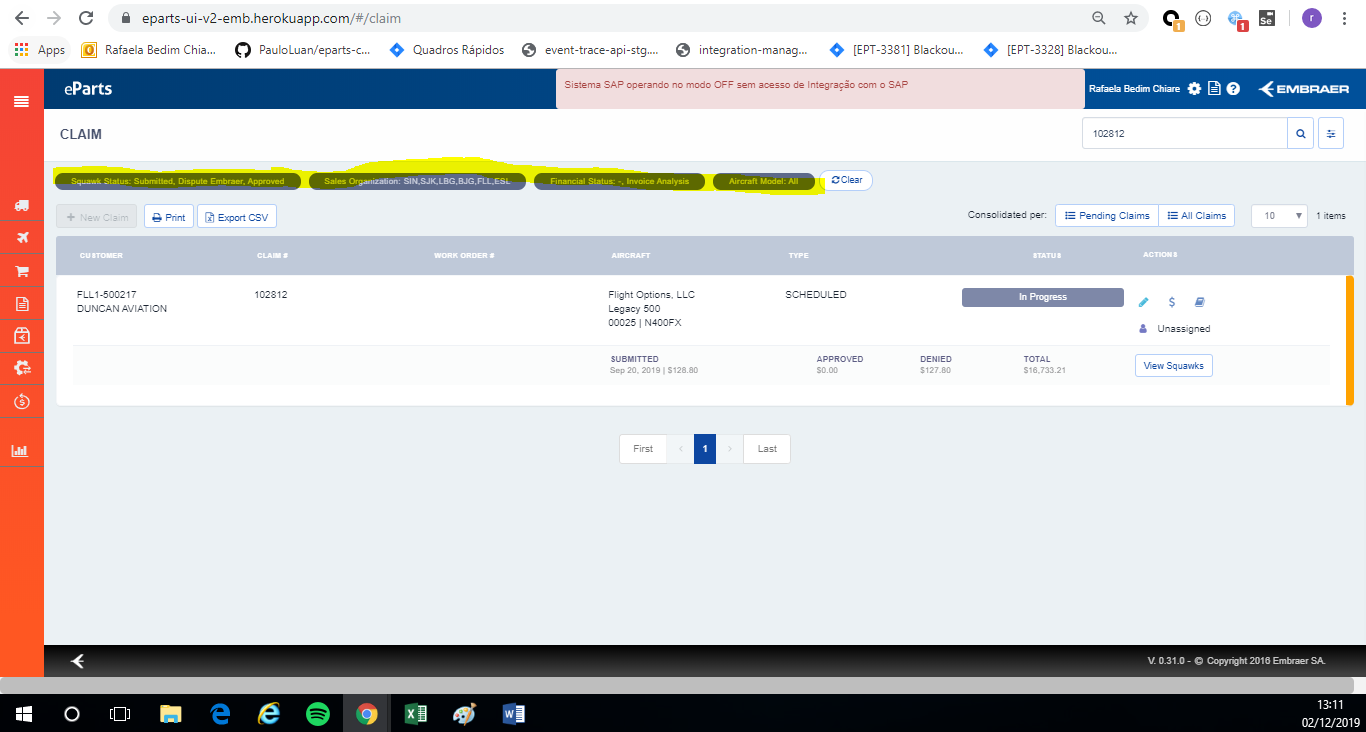 eparts-ui-v2-emb.herokuapp.com/#/claim
1
1
Se
r
Apps
Rafaela Bedim Chiare...
PauloLuan/eparts-c...
Quadros Rápidos
event-trace-api-stg....
integration-manag...
[EPT-3381] Blackou...
[EPT-3328] Blackou...
eParts
Sistema SAP operando no modo OFF sem acesso de Integração com o SAP
Rafaela Bedim Chiare
EMBRAER
CLAIM
102812
Squawk Status: Submitted, Dispute Embraer, Approved
Sales Organization: SIN,SJK,LBG,BJG,FLL,ESL
Financial Status: -, Invoice Analysis
Aircraft Model: All
Clear
New Claim
Print
Export CSV
Consolidated per:
Pending Claims
All Claims
10
1 items
CUSTOMER
CLAIM #
WORK ORDER #
AIRCRAFT
TYPE
STATUS
ACTIONS
FLL1-500217
DUNCAN AVIATION
102812
Flight Options, LLC
Legacy 500
00025 | N400FX
SCHEDULED
In Progress
Unassigned
SUBMITTED
Sep 20, 2019 | $128.80
APPROVED
$0.00
DENIED
$127.80
TOTAL
$16,733.21
View Squawks
First
‹
1
›
Last
V. 0.31.0 - © Copyright 2016 Embraer SA.
13:11
02/12/2019